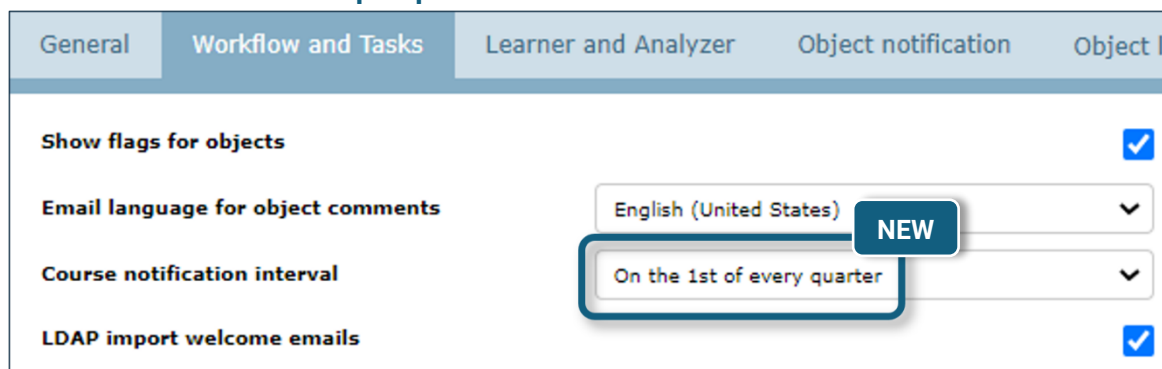 General Workflow and Tasks Learner and Analyzer Object notification Object
Show flags for objects
Email language for object comments English (United States)
NEW
Course notification interval On the 1st of every quarter
LDAP import welcome emails